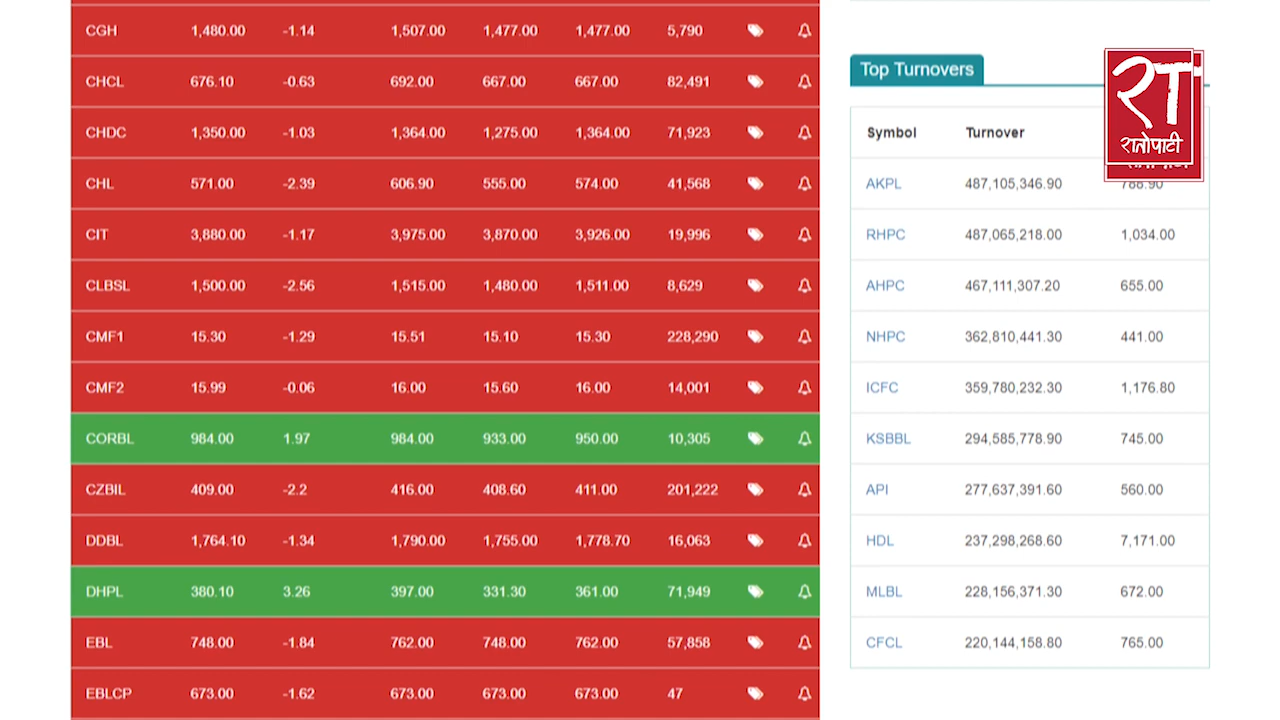 CGH 1,480.00 -1.14 1,507.00 1,477.00 1,477.00 5,790
CHCL 676.10 -0.63 692.00 667.00 667.00 82,491
CHDC 1,350.00 -1.03 1,364.00 1,275.00 1,364.00 71,923
CHL 571.00 -2.39 606.90 555.00 574.00 41,568
CIT 3,880.00 -1.17 3,975.00 3,870.00 3,926.00 19,996
CLBSL 1,500.00 -2.56 1,515.00 1,480.00 1,511.00 8,629
CMF1 15.30 -1.29 15.51 15.10 15.30 228,290
CMF2 15.99 -0.06 16.00 15.60 16.00 14,001
CORBL 984.00 1.97 984.00 933.00 950.00 10,305
CZBIL 409.00 -2.2 416.00 408.60 411.00 201,222
DDBL 1,764.10 -1.34 1,790.00 1,755.00 1,778.70 16,063
DHPL 380.10 3.26 397.00 331.30 361.00 71,949
EBL 748.00 -1.84 762.00 748.00 762.00 57,858
EBLCP 673.00 -1.62 673.00 673.00 673.00 47
Top Turnovers
Symbol Turnover
AKPL 487,105,346.90 788.90
RHPC 487,065,218.00 1,034.00
AHPC 467,111,307.20 655.00
NHPC 362,810,441.30 441.00
ICFC 359,780,232.30 1,176.80
KSBBL 294,585,778.90 745.00
API 277,637,391.60 560.00
HDL 237,298,268.60 7,171.00
MLBL 228,156,371.30 672.00
CFCL 220,144,158.80 765.00
रा
रातोपाटी